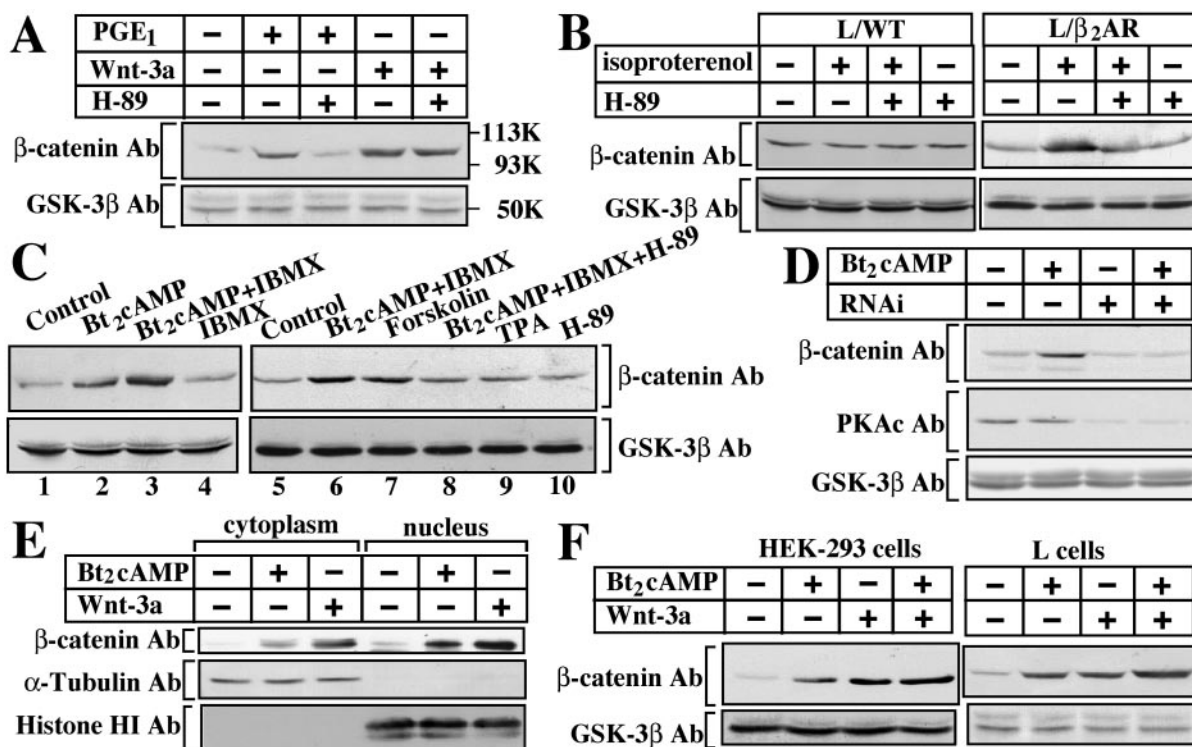 A
PGE1 − + + − −
Wnt-3a − − − + +
H-89 − − + − +
β-catenin Ab
113K
93K
GSK-3β Ab
50K
B
L/WT L/β2AR
isoproterenol − + + − − + + −
H-89 − − + + − − + +
β-catenin Ab
GSK-3β Ab
C
Control
Bt2cAMP
Bt2cAMP+IBMX
IBMX
Control
Bt2cAMP+IBMX
Forskolin
Bt2cAMP+IBMX+H-89
TPA
H-89
β-catenin Ab
GSK-3β Ab
1 2 3 4 5 6 7 8 9 10
D
Bt2cAMP − + − +
RNAi − − + +
β-catenin Ab
PKAc Ab
GSK-3β Ab
E
cytoplasm nucleus
Bt2cAMP − + − − + −
Wnt-3a − − + − − +
β-catenin Ab
α-Tubulin Ab
Histone HI Ab
F
HEK-293 cells L cells
Bt2cAMP − + − + − + − +
Wnt-3a − − + + − − + +
β-catenin Ab
GSK-3β Ab